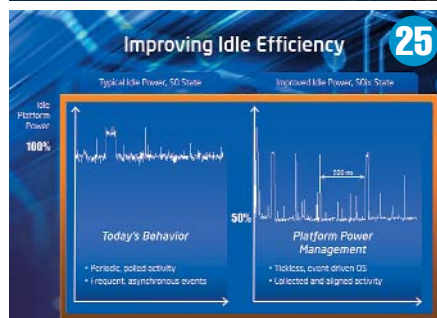 Improving Idle Efficiency
25
Typical Idle Power, S0 State
Improved Idle Power, S0ix State
Idle
Platform
Power
100%
50%
200 ms
Today's Behavior
• Periodic, polled activity
• Frequent, asynchronous events
Platform Power
Management
• Tickless, event driven OS
• Collected and aligned activity